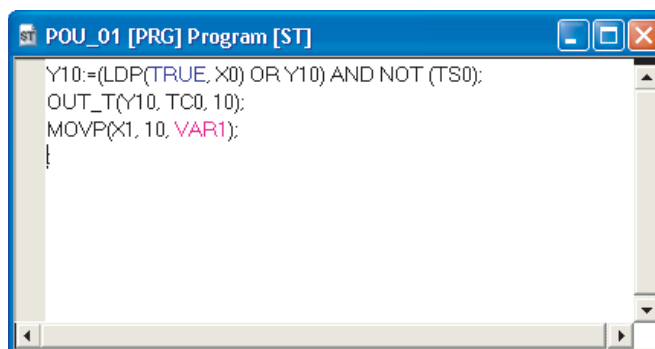 ST POU_01 [PRG] Program [ST]
Y10:=(LDP(TRUE, X0) OR Y10) AND NOT (TS0);
OUT_T(Y10, TC0, 10);
MOVP(X1, 10, VAR1);